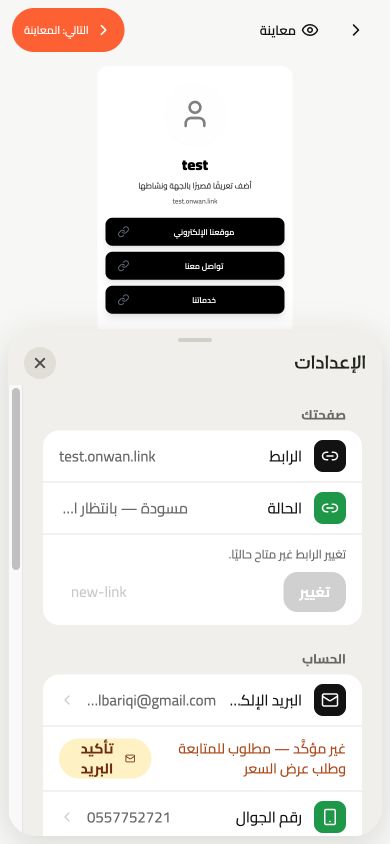 معاينة
التالي: المعاينة
test
أضف تعريفًا قصيرًا بالجهة ونشاطها
test.onwan.link
موقعنا الإلكتروني
تواصل معنا
خدماتنا
الإعدادات
صفحتك
الرابط test.onwan.link
الحالة مسودة — بانتظار ا...
تغيير الرابط غير متاح حاليًا.
تغيير new-link
الحساب
البريد الإلك... ...lbariqi@gmail.com
غير مؤكَّد — مطلوب للمتابعة
وطلب عرض السعر
تأكيد
البريد
رقم الجوال 0557752721